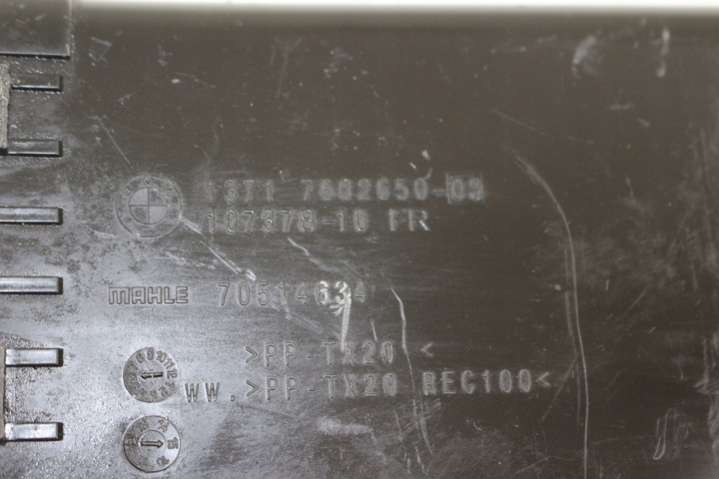 1371 7602650-03
107378-10 FR
MAHLE 70514634
>PP-TX20 <
WW.>PP-TX20 REC100<